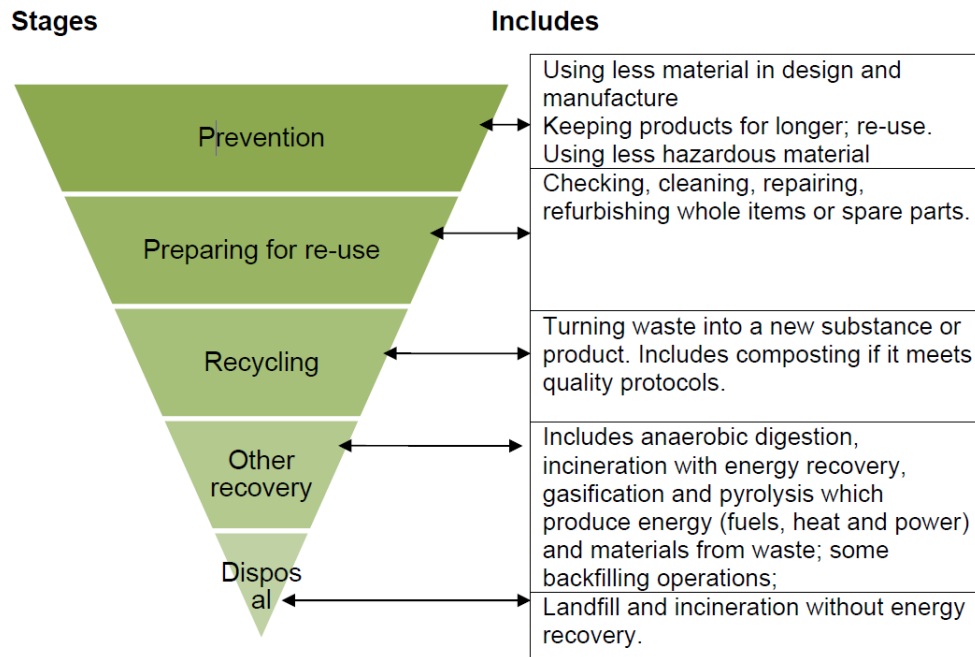 Stages
Includes
Prevention
Using less material in design and
manufacture
Keeping products for longer; re-use.
Using less hazardous material
Preparing for re-use
Checking, cleaning, repairing,
refurbishing whole items or spare parts.
Recycling
Turning waste into a new substance or
product. Includes composting if it meets
quality protocols.
Other
recovery
Includes anaerobic digestion,
incineration with energy recovery,
gasification and pyrolysis which
produce energy (fuels, heat and power)
and materials from waste; some
backfilling operations;
Dispos
al
Landfill and incineration without energy
recovery.